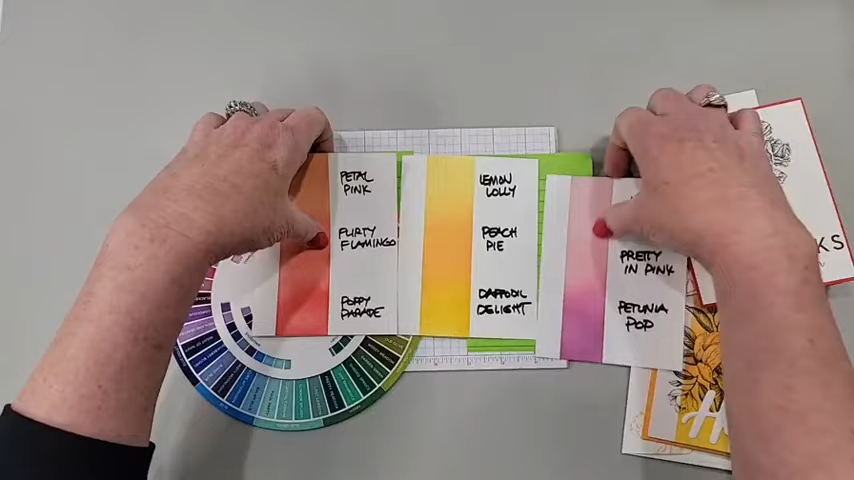 PETAL
PINK
FLIRTY
FLAMINGO
POPPY
PARADE
LEMON
LOLLY
PEACH
PIE
DAFFODIL
DELIGHT
PRETTY
IN PINK
PETUNIA
POP